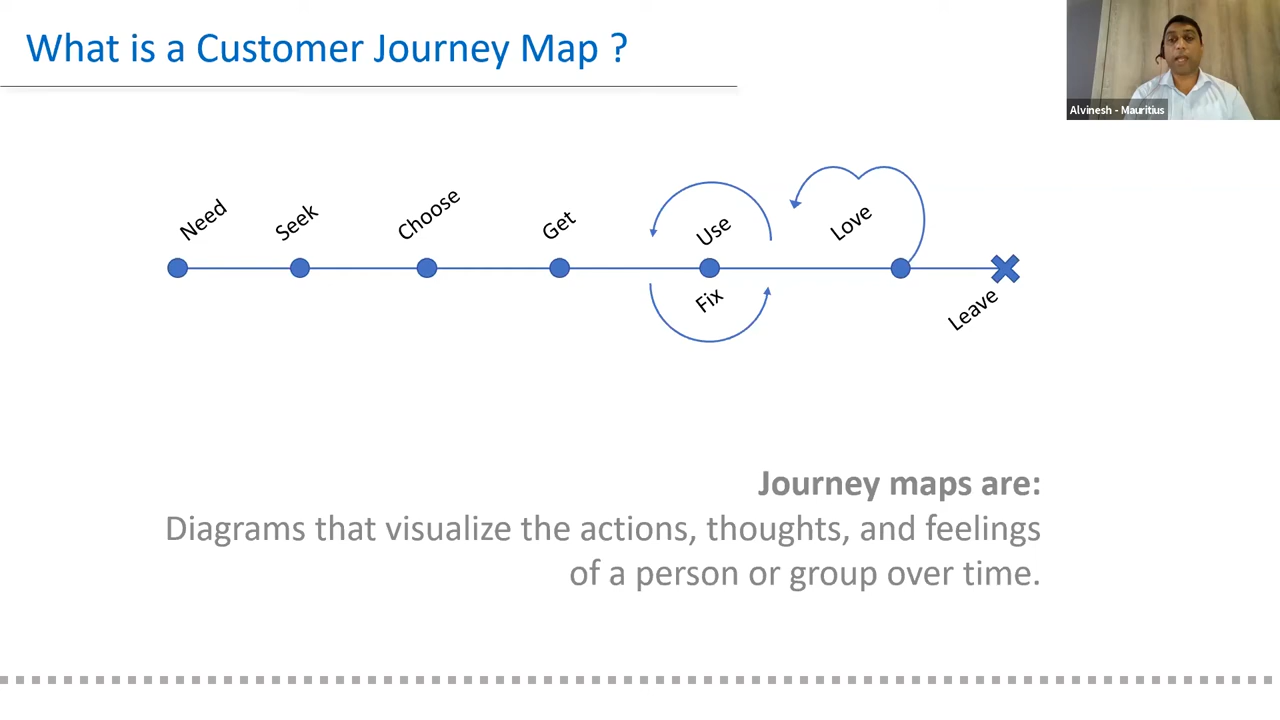 What is a Customer Journey Map ?
Alvinesh - Mauritius
Need
Seek
Choose
Get
Use
Love
Fix
Leave
Journey maps are:
Diagrams that visualize the actions, thoughts, and feelings
of a person or group over time.